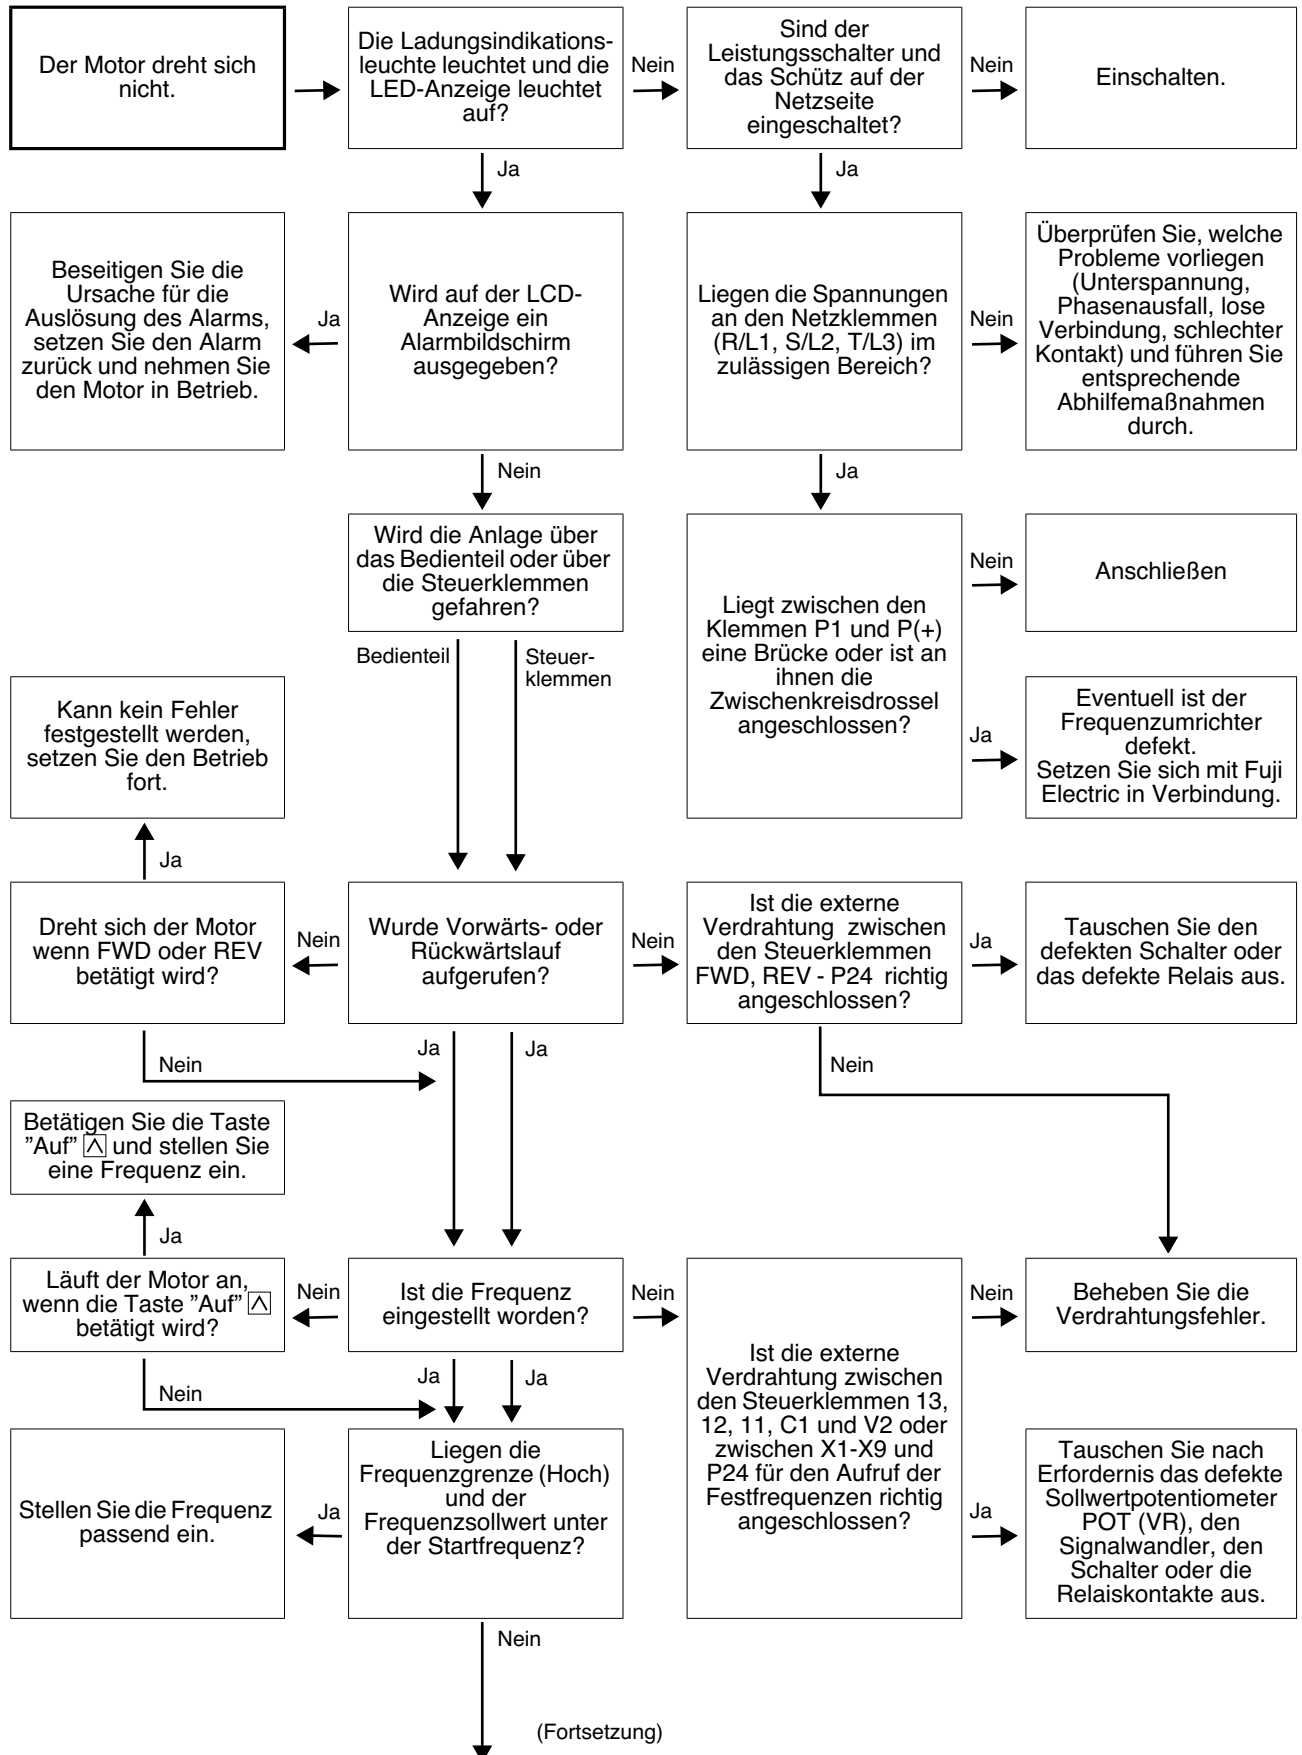 Der Motor dreht sich
nicht.
Die Ladungsindikations-
leuchte leuchtet und die
LED-Anzeige leuchtet
auf?
Nein
Sind der
Leistungsschalter und
das Schütz auf der
Netzseite
eingeschaltet?
Nein
Einschalten.
Ja
Ja
Beseitigen Sie die
Ursache für die
Auslösung des Alarms,
setzen Sie den Alarm
zurück und nehmen Sie
den Motor in Betrieb.
Ja
Wird auf der LCD-
Anzeige ein
Alarmbildschirm
ausgegeben?
Liegen die Spannungen
an den Netzklemmen
(R/L1, S/L2, T/L3) im
zulässigen Bereich?
Nein
Überprüfen Sie, welche
Probleme vorliegen
(Unterspannung,
Phasenausfall, lose
Verbindung, schlechter
Kontakt) und führen Sie
entsprechende
Abhilfemaßnahmen
durch.
Nein
Ja
Wird die Anlage über
das Bedienteil oder über
die Steuerklemmen
gefahren?
Liegt zwischen den
Klemmen P1 und P(+)
eine Brücke oder ist an
ihnen die
Zwischenkreisdrossel
angeschlossen?
Nein
Anschließen
Bedienteil
Steuer-
klemmen
Kann kein Fehler
festgestellt werden,
setzen Sie den Betrieb
fort.
Ja
Eventuell ist der
Frequenzumrichter
defekt.
Setzen Sie sich mit Fuji
Electric in Verbindung.
Ja
Dreht sich der Motor
wenn FWD oder REV
betätigt wird?
Nein
Wurde Vorwärts- oder
Rückwärtslauf
aufgerufen?
Nein
Ist die externe
Verdrahtung zwischen
den Steuerklemmen
FWD, REV - P24 richtig
angeschlossen?
Ja
Tauschen Sie den
defekten Schalter oder
das defekte Relais aus.
Nein
Ja
Ja
Nein
Betätigen Sie die Taste
"Auf" ⋀ und stellen Sie
eine Frequenz ein.
Ja
Läuft der Motor an,
wenn die Taste "Auf" ⋀
betätigt wird?
Nein
Ist die Frequenz
eingestellt worden?
Nein
Ist die externe
Verdrahtung zwischen
den Steuerklemmen 13,
12, 11, C1 und V2 oder
zwischen X1-X9 und
P24 für den Aufruf der
Festfrequenzen richtig
angeschlossen?
Nein
Beheben Sie die
Verdrahtungsfehler.
Nein
Ja
Ja
Stellen Sie die Frequenz
passend ein.
Ja
Liegen die
Frequenzgrenze (Hoch)
und der
Frequenzsollwert unter
der Startfrequenz?
Ja
Tauschen Sie nach
Erfordernis das defekte
Sollwertpotentiometer
POT (VR), den
Signalwandler, den
Schalter oder die
Relaiskontakte aus.
Nein
(Fortsetzung)